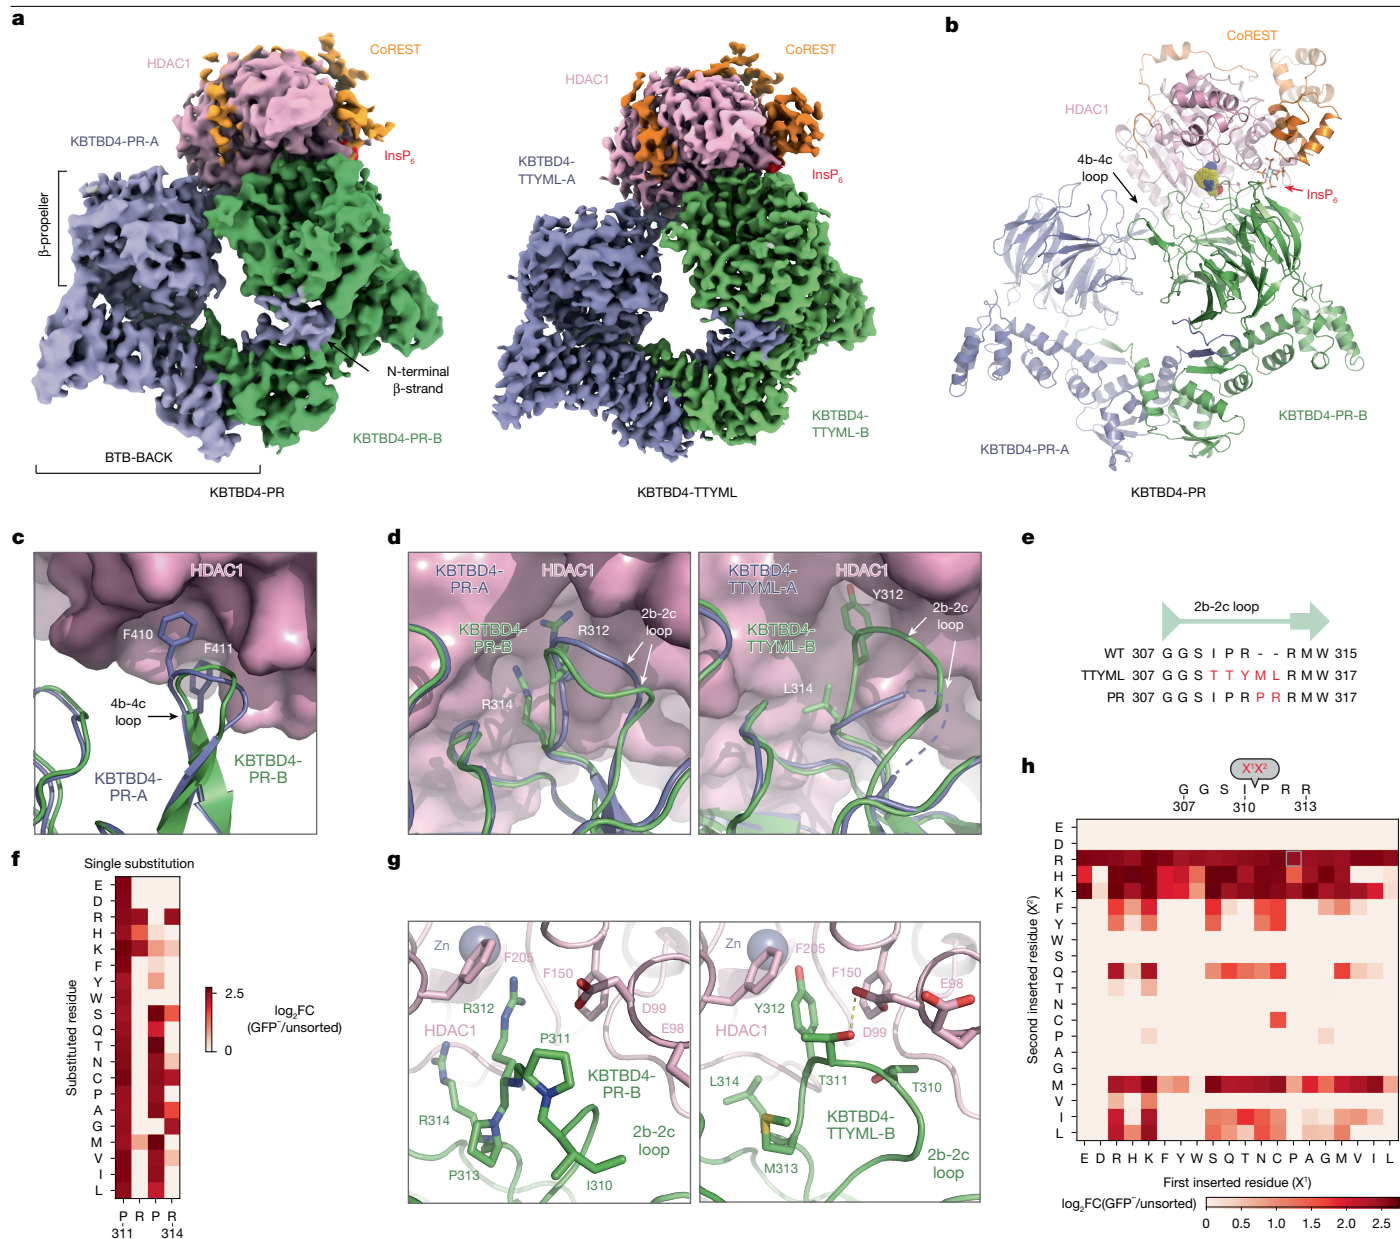 a
HDAC1
CoREST
KBTBD4-PR-A
InsP6
β-propeller
N-terminal
β-strand
KBTBD4-PR-B
BTB-BACK
KBTBD4-PR
HDAC1
CoREST
KBTBD4-
TTYML-A
InsP6
KBTBD4-
TTYML-B
KBTBD4-TTYML
b
CoREST
HDAC1
4b-4c
loop
InsP6
KBTBD4-PR-B
KBTBD4-PR-A
KBTBD4-PR
c
HDAC1
F410
F411
4b-4c
loop
KBTBD4-
PR-A
KBTBD4-
PR-B
d
KBTBD4-
PR-A
HDAC1
KBTBD4-
PR-B
R312
2b-2c
loop
R314
KBTBD4-
TTYML-A
HDAC1
Y312
KBTBD4-
TTYML-B
2b-2c
loop
L314
e
2b-2c loop
WT 307 G G S I P R - - R M W 315
TTYML 307 G G S T T Y M L R M W 317
PR 307 G G S I P R P R R M W 317
f
Single substitution
Substituted residue
E
D
R
H
K
F
Y
W
S
Q
T
N
C
P
A
G
M
V
I
L
P R P R
311 314
2.5
0
log2FC
(GFP−/unsorted)
g
Zn
F205
F150
R312
D99
HDAC1
E98
P311
KBTBD4-
PR-B
R314
2b-2c
loop
P313
I310
Zn
F205
F150
E98
Y312
HDAC1
D99
T311
T310
L314
KBTBD4-
TTYML-B
2b-2c
loop
M313
h
X1X2
G G S I P R R
307 310 313
Second inserted residue (X2)
E
D
R
H
K
F
Y
W
S
Q
T
N
C
P
A
G
M
V
I
L
E D R H K F Y W S Q T N C P A G M V I L
First inserted residue (X1)
log2FC(GFP−/unsorted)
0 0.5 1.0 1.5 2.0 2.5